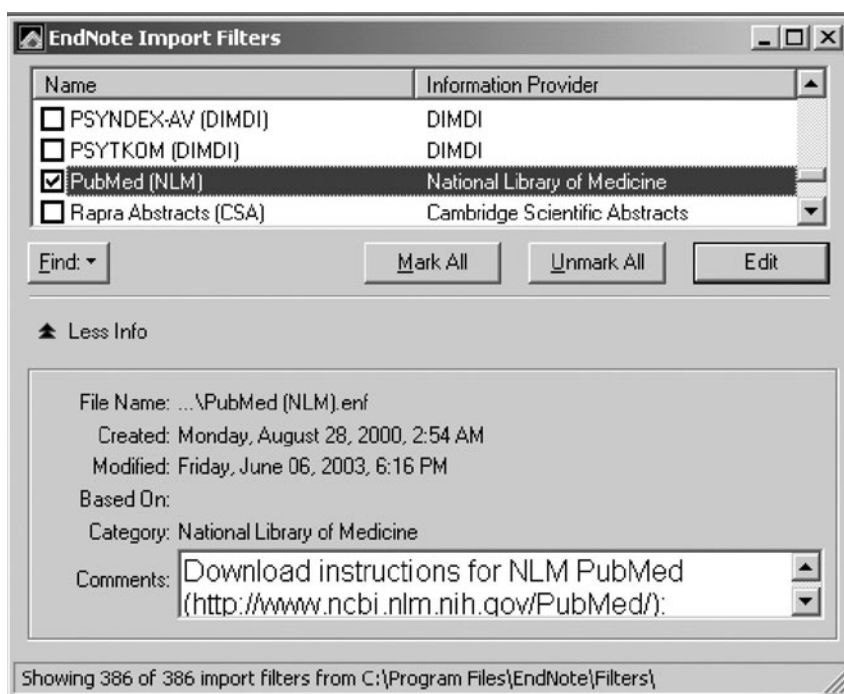 EndNote Import Filters
Name Information Provider
PSYNDEX-AV (DIMDI) DIMDI
PSYTKOM (DIMDI) DIMDI
PubMed (NLM) National Library of Medicine
Rapra Abstracts (CSA) Cambridge Scientific Abstracts
Find: Mark All Unmark All Edit
Less Info
File Name: ...\PubMed (NLM).enf
Created: Monday, August 28, 2000, 2:54 AM
Modified: Friday, June 06, 2003, 6:16 PM
Based On:
Category: National Library of Medicine
Comments: Download instructions for NLM PubMed
(http://www.ncbi.nlm.nih.gov/PubMed/):
Showing 386 of 386 import filters from C:\Program Files\EndNote\Filters\